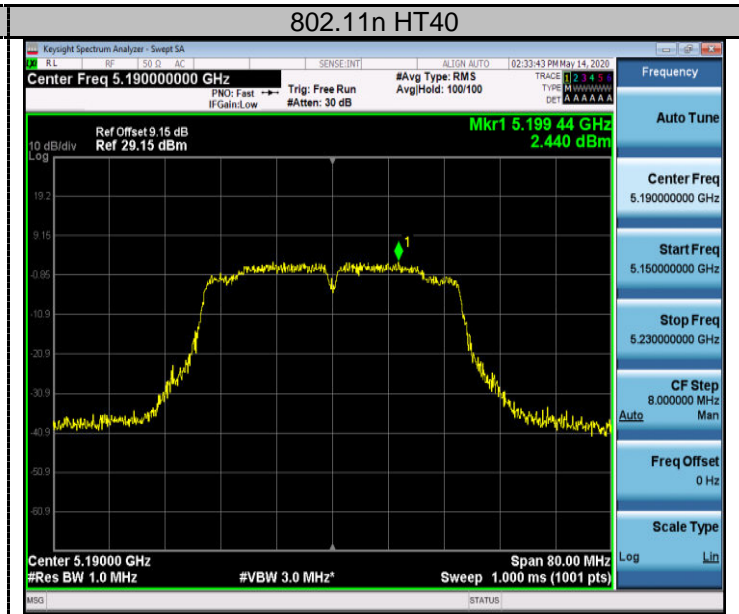 802.11n HT40
Keysight Spectrum Analyzer - Swept SA
RL RF 50 Ω AC SENSE:INT ALIGN AUTO 02:33:43 PM May 14, 2020
Center Freq 5.190000000 GHz
PNO: Fast
IFGain:Low
Trig: Free Run
#Atten: 30 dB
#Avg Type: RMS
Avg|Hold: 100/100
TRACE 1 2 3 4 5 6
TYPE M WWWWW
DET A A A A A A
Frequency
Ref Offset 9.15 dB
10 dB/div Ref 29.15 dBm
Log
Mkr1 5.199 44 GHz
2.440 dBm
19.2
9.15
-0.85
-10.9
-20.9
-30.9
-40.9
-50.9
-60.9
1
Center 5.19000 GHz Span 80.00 MHz
#Res BW 1.0 MHz #VBW 3.0 MHz* Sweep 1.000 ms (1001 pts)
Auto Tune
Center Freq
5.190000000 GHz
Start Freq
5.150000000 GHz
Stop Freq
5.230000000 GHz
CF Step
8.000000 MHz
Auto Man
Freq Offset
0 Hz
Scale Type
Log Lin
MSG STATUS